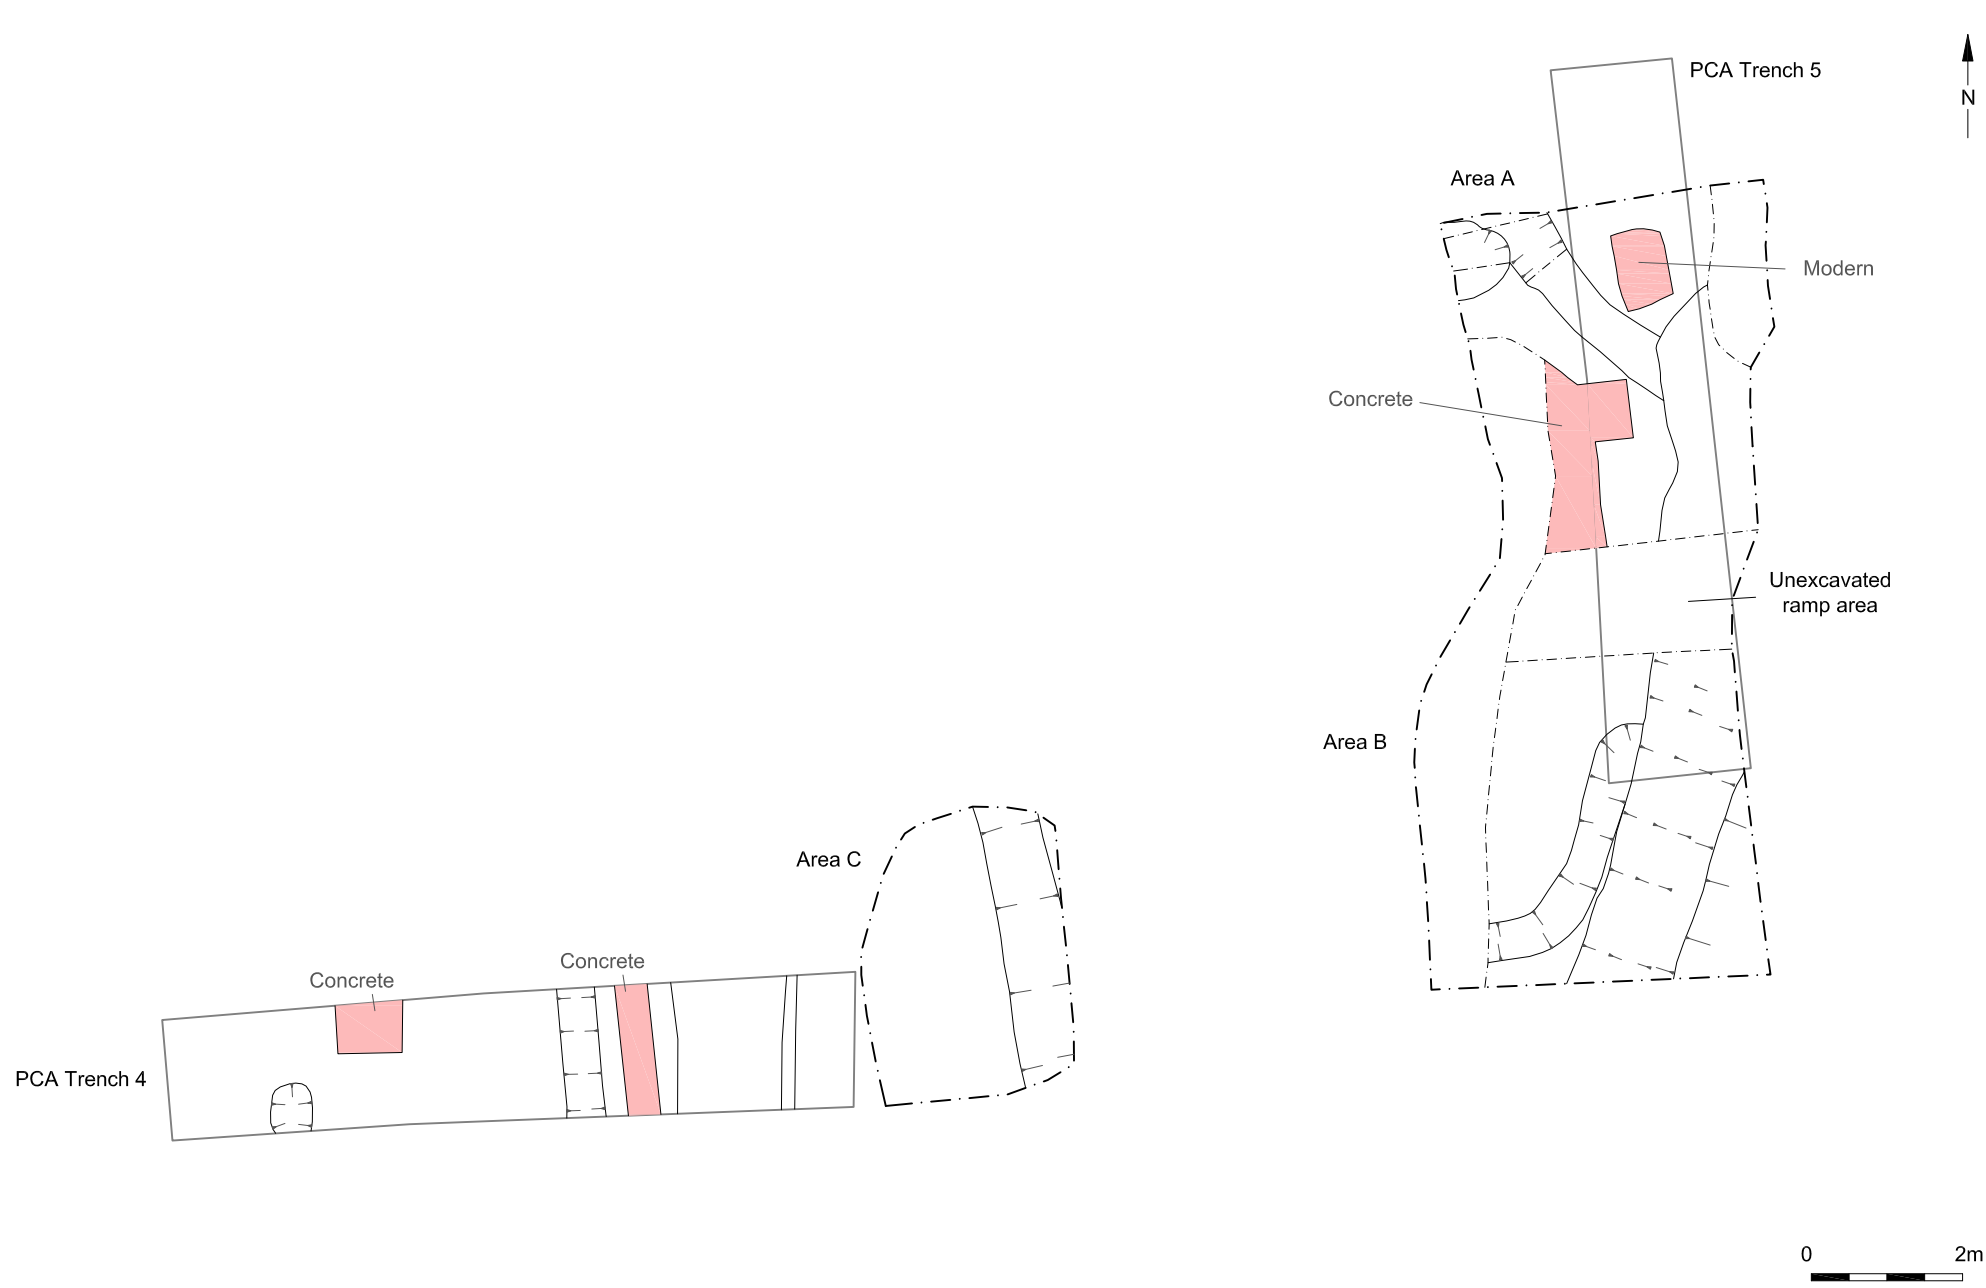 PCA Trench 5
N
Area A
Modern
Concrete
Unexcavated
ramp area
Area B
Area C
Concrete
Concrete
PCA Trench 4
0 2m